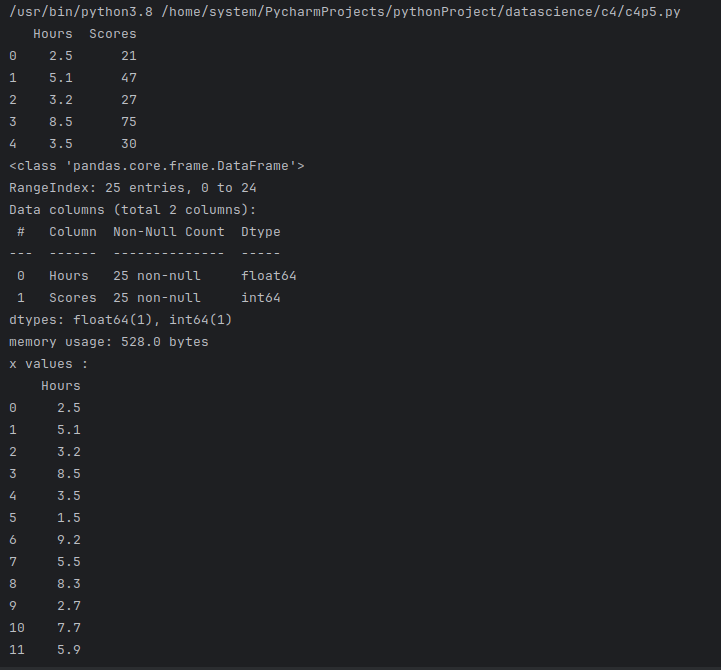 /usr/bin/python3.8 /home/system/PycharmProjects/pythonProject/datascience/c4/c4p5.py
   Hours  Scores
0    2.5      21
1    5.1      47
2    3.2      27
3    8.5      75
4    3.5      30
<class 'pandas.core.frame.DataFrame'>
RangeIndex: 25 entries, 0 to 24
Data columns (total 2 columns):
 #   Column  Non-Null Count  Dtype
---  ------  --------------  -----
 0   Hours   25 non-null     float64
 1   Scores  25 non-null     int64
dtypes: float64(1), int64(1)
memory usage: 528.0 bytes
x values :
    Hours
0     2.5
1     5.1
2     3.2
3     8.5
4     3.5
5     1.5
6     9.2
7     5.5
8     8.3
9     2.7
10    7.7
11    5.9